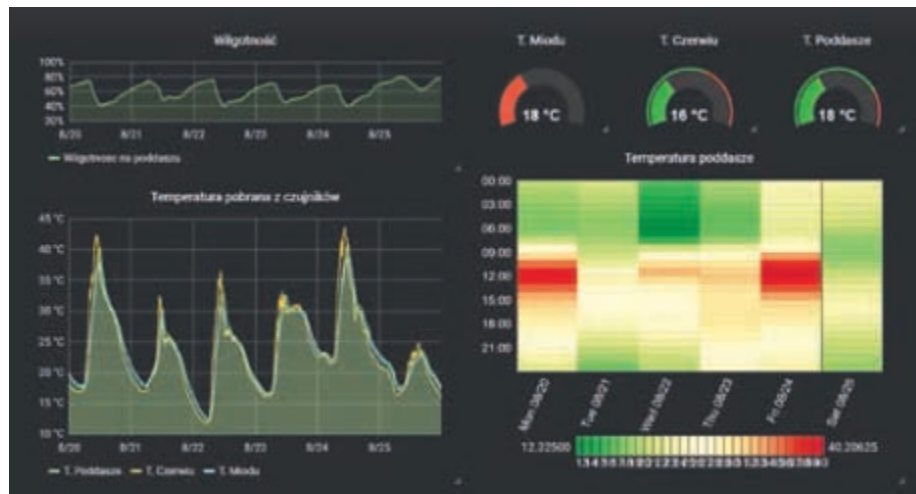 Wilgotność
100%
80%
60%
40%
20%
8/20 8/21 8/22 8/23 8/24 8/25
Wilgotnosc na poddaszu
T. Miodu
18 °C
T. Czerwiu
16 °C
T. Poddasze
18 °C
Temperatura pobrana z czujników
45 °C
40 °C
35 °C
30 °C
25 °C
20 °C
15 °C
10 °C
8/20 8/21 8/22 8/23 8/24 8/25
T. Poddasze T. Czerwiu T. Miodu
Temperatura poddasze
00:00
03:00
06:00
09:00
12:00
15:00
18:00
21:00
Mon 08/20 Tue 08/21 Wed 08/22 Thu 08/23 Fri 08/24 Sat
12.22500 40.20625